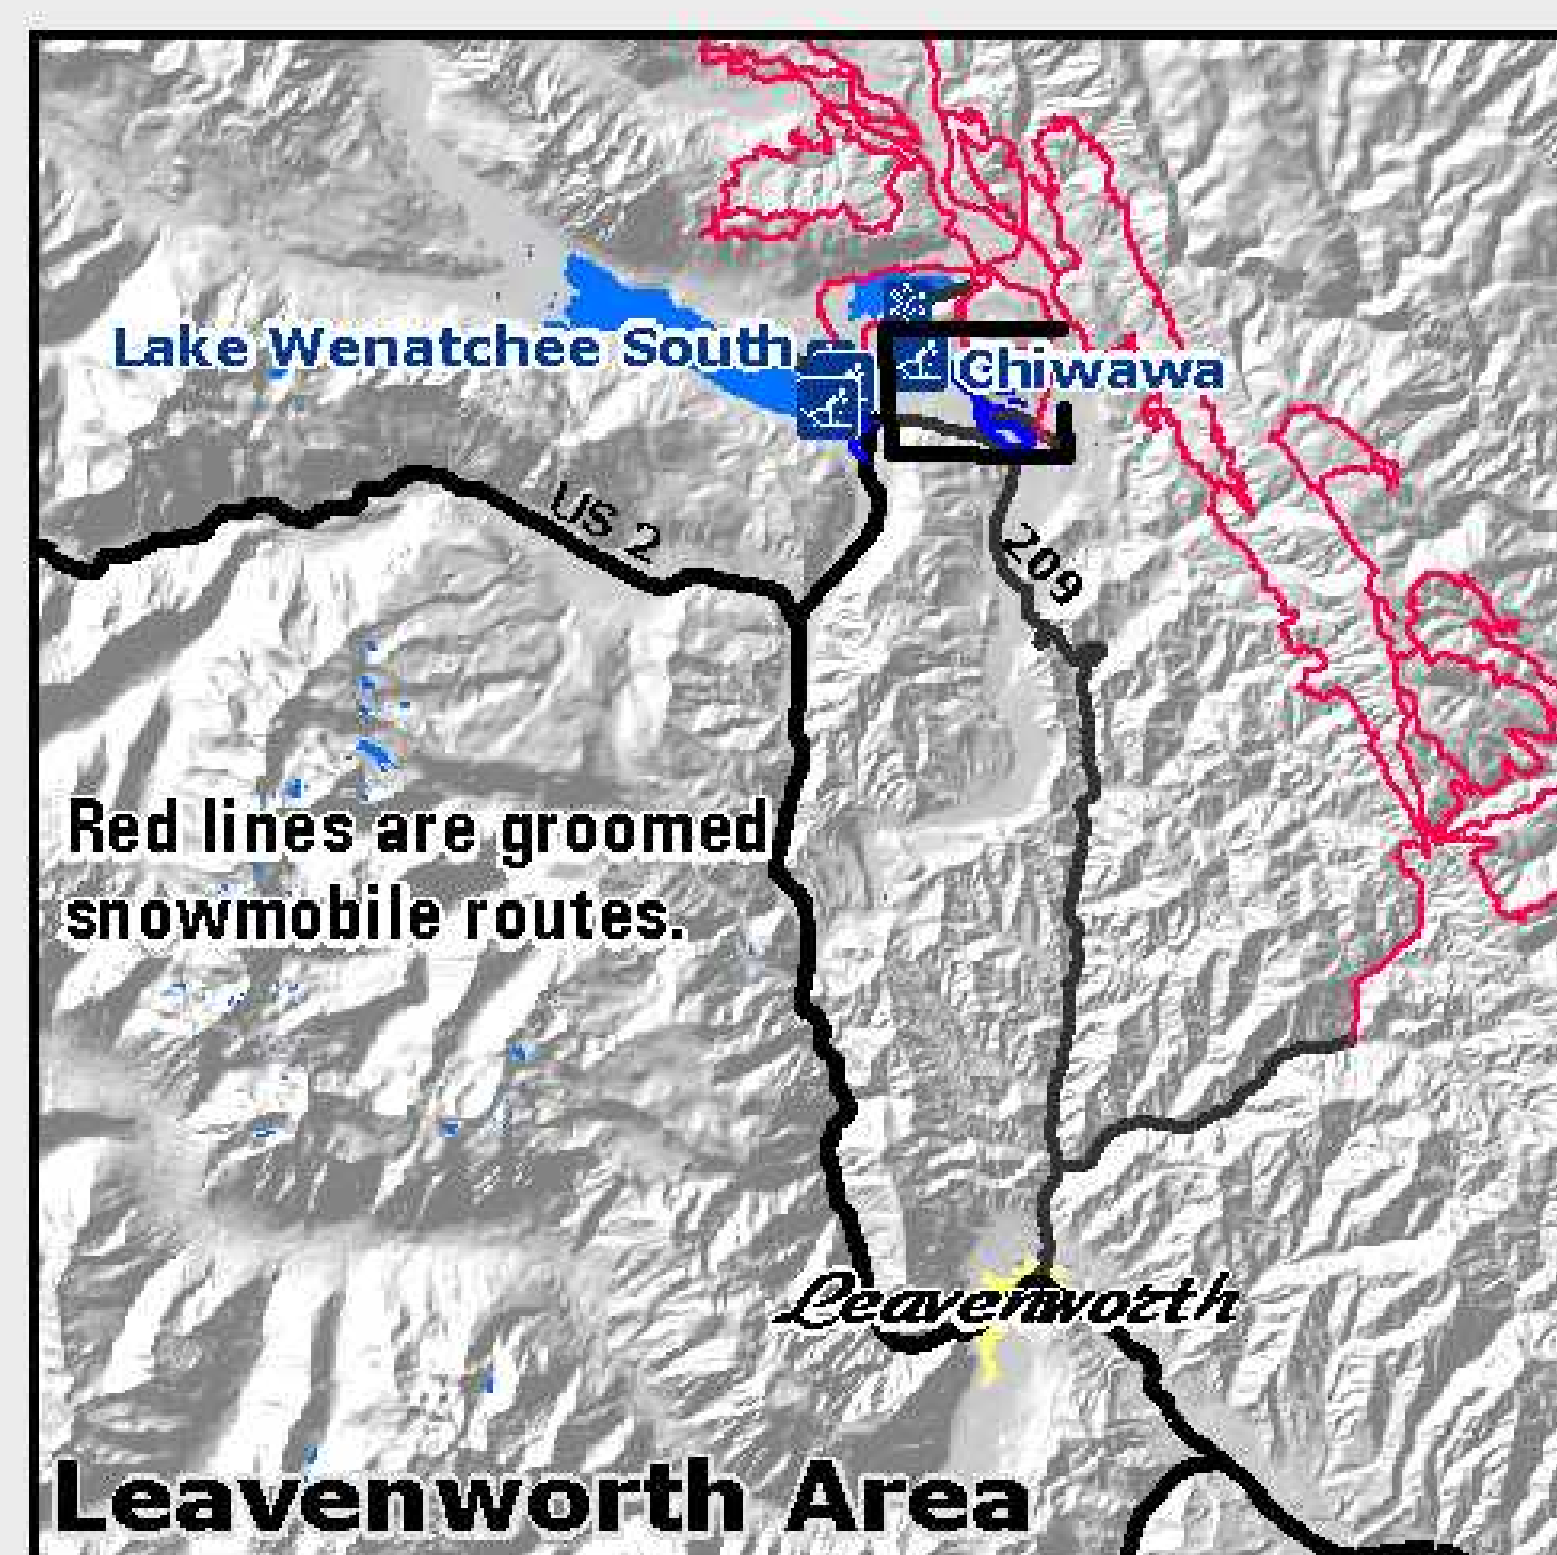 Lake Wenatchee South
Chiwawa
US 2
209
Red lines are groomed
snowmobile routes.
Leavenworth
Leavenworth Area